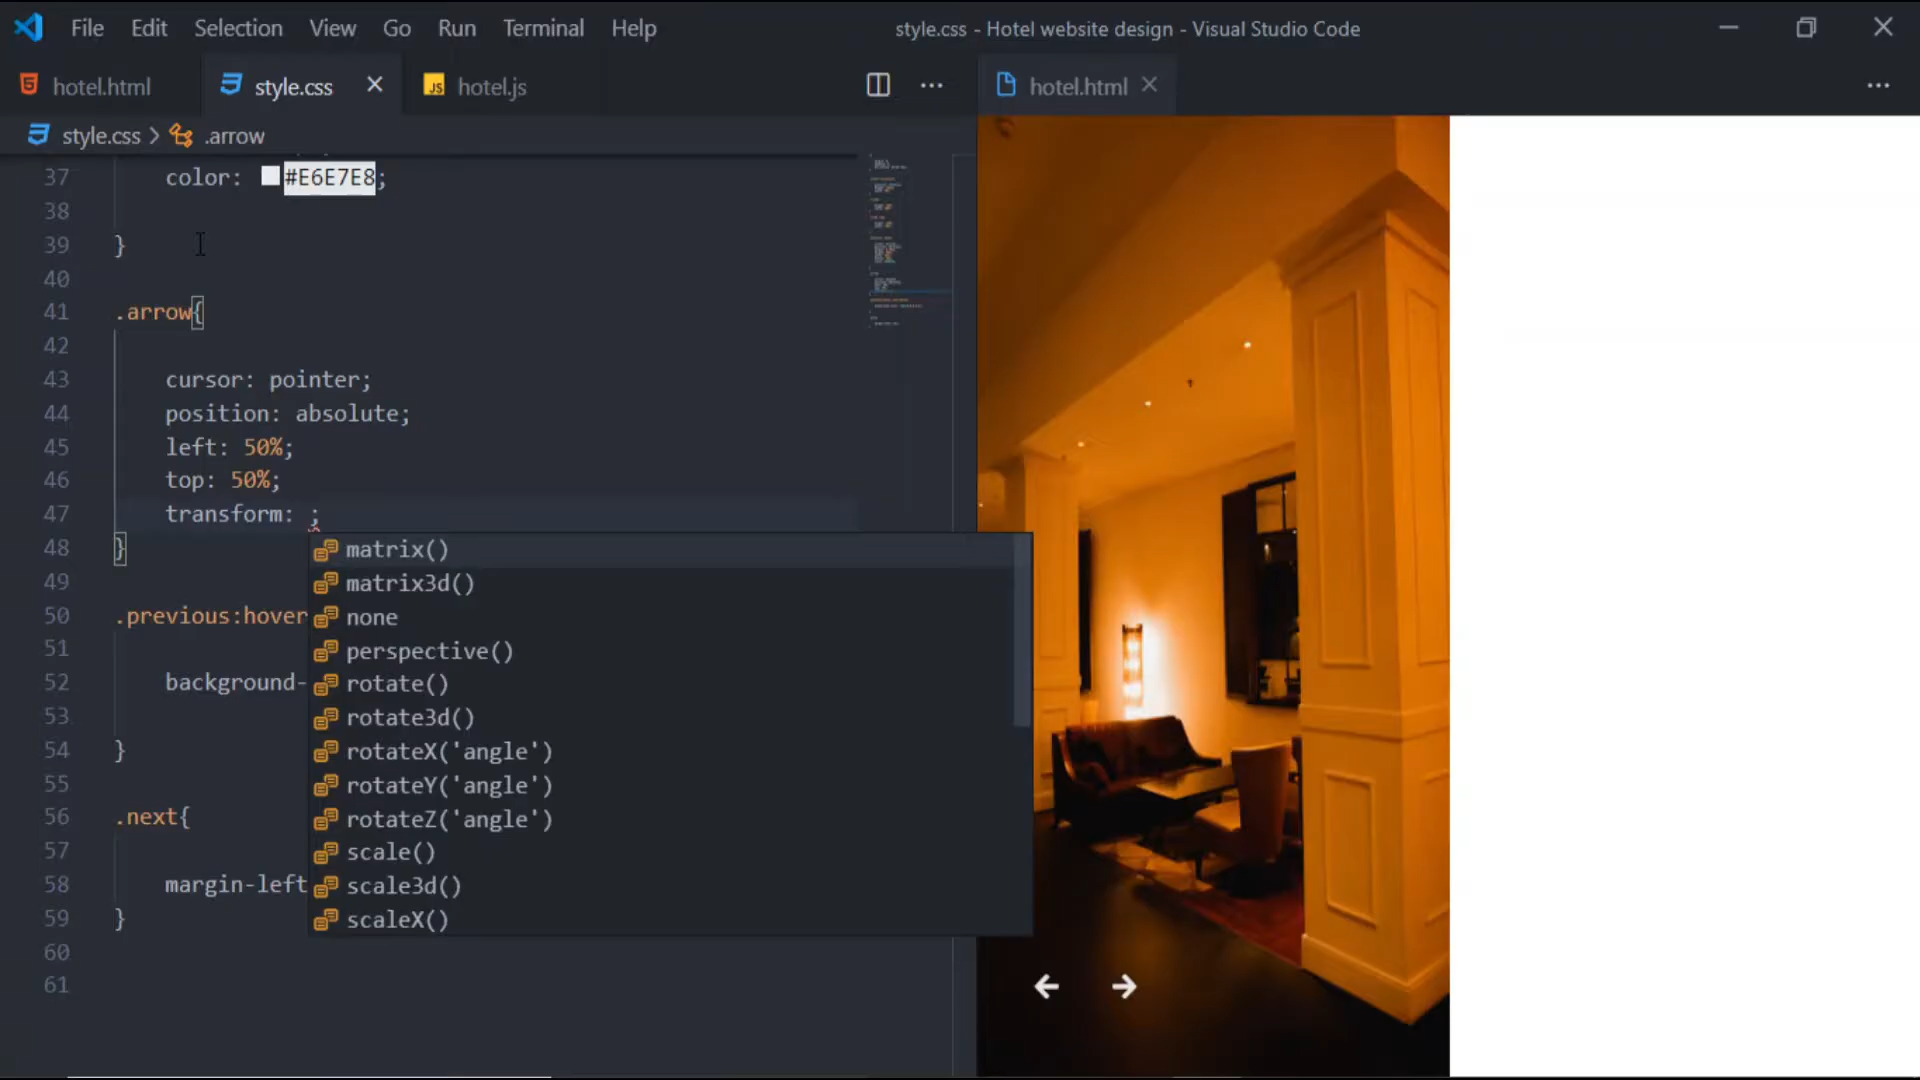 File Edit Selection View Go Run Terminal Help
style.css - Hotel website design - Visual Studio Code
hotel.html
style.css
JS hotel.js
hotel.html
style.css > .arrow
37 color: #E6E7E8;
38
39 }
40
41 .arrow{
42
43 cursor: pointer;
44 position: absolute;
45 left: 50%;
46 top: 50%;
47 transform: ;
48 }
49
50 .previous:hover
51
52 background-
53
54 }
55
56 .next{
57
58 margin-left
59 }
60
61
matrix()
matrix3d()
none
perspective()
rotate()
rotate3d()
rotateX('angle')
rotateY('angle')
rotateZ('angle')
scale()
scale3d()
scaleX()